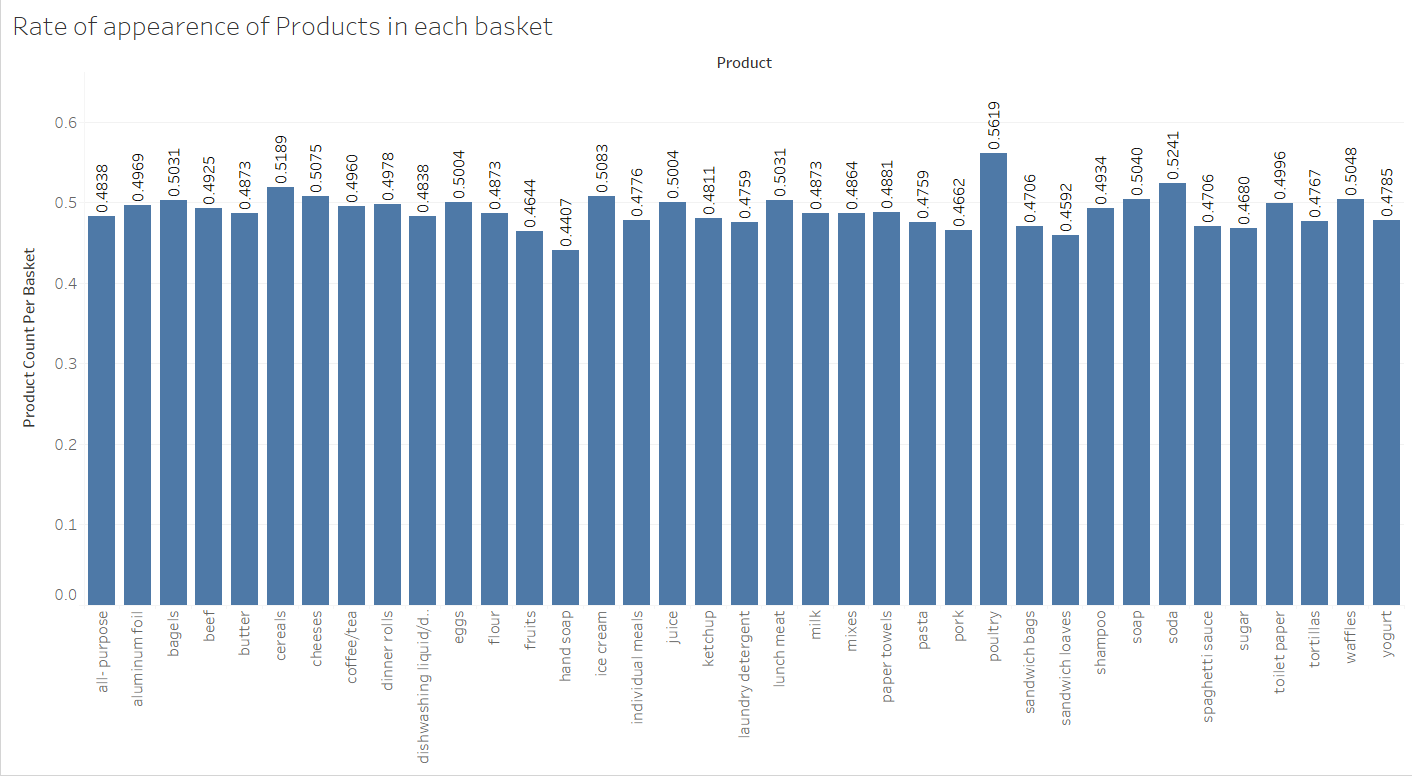 Rate of appearence of Products in each basket
Product
Product Count Per Basket
0.6
0.5
0.4
0.3
0.2
0.1
0.0
0.4838
0.4969
0.5031
0.4925
0.4873
0.5189
0.5075
0.4960
0.4978
0.4838
0.5004
0.4873
0.4644
0.4407
0.5083
0.4776
0.5004
0.4811
0.4759
0.5031
0.4873
0.4864
0.4881
0.4759
0.4662
0.5619
0.4706
0.4592
0.4934
0.5040
0.5241
0.4706
0.4680
0.4996
0.4767
0.5048
0.4785
all- purpose
aluminum foil
bagels
beef
butter
cereals
cheeses
coffee/tea
dinner rolls
dishwashing liquid/d..
eggs
flour
fruits
hand soap
ice cream
individual meals
juice
ketchup
laundry detergent
lunch meat
milk
mixes
paper towels
pasta
pork
poultry
sandwich bags
sandwich loaves
shampoo
soap
soda
spaghetti sauce
sugar
toilet paper
tortillas
waffles
yogurt